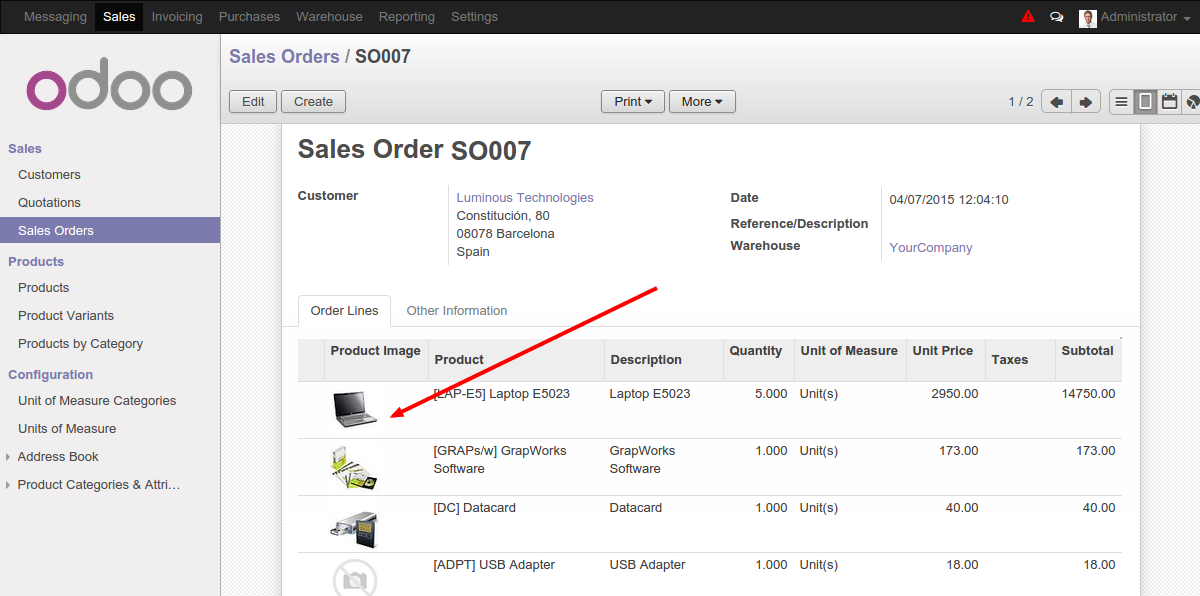 Messaging Sales Invoicing Purchases Warehouse Reporting Settings Administrator
odoo
Sales
Customers
Quotations
Sales Orders
Products
Products
Product Variants
Products by Category
Configuration
Unit of Measure Categories
Units of Measure
Address Book
Product Categories & Attri...
Sales Orders / SO007
Edit Create Print More 1 / 2
Sales Order SO007
Customer
Luminous Technologies
Constitución, 80
08078 Barcelona
Spain
Date 04/07/2015 12:04:10
Reference/Description
Warehouse YourCompany
Order Lines Other Information
Product Image Product Description Quantity Unit of Measure Unit Price Taxes Subtotal
[LAP-E5] Laptop E5023 Laptop E5023 5.000 Unit(s) 2950.00 14750.00
[GRAPs/w] GrapWorks GrapWorks 1.000 Unit(s) 173.00 173.00
Software Software
[DC] Datacard Datacard 1.000 Unit(s) 40.00 40.00
[ADPT] USB Adapter USB Adapter 1.000 Unit(s) 18.00 18.00